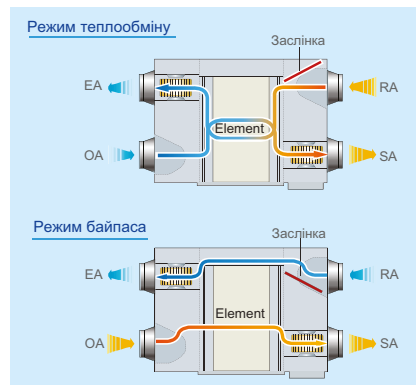 Режим теплообміну
Заслінка
EA
RA
Element
OA
SA
Режим байпаса
Заслінка
EA
RA
Element
OA
SA